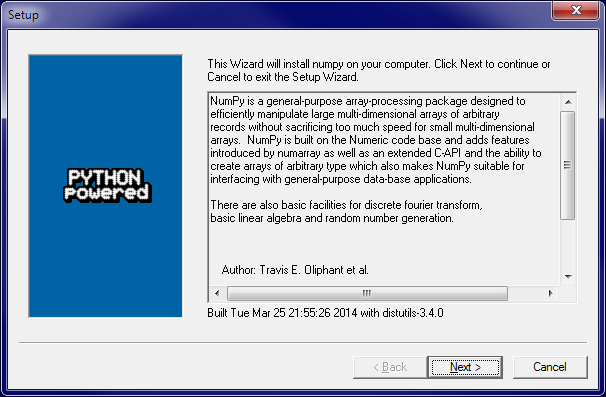 Setup
This Wizard will install numpy on your computer. Click Next to continue or
Cancel to exit the Setup Wizard.
PYTHON
powered
NumPy is a general-purpose array-processing package designed to
efficiently manipulate large multi-dimensional arrays of arbitrary
records without sacrificing too much speed for small multi-dimensional
arrays.  NumPy is built on the Numeric code base and adds features
introduced by numarray as well as an extended C-API and the ability to
create arrays of arbitrary type which also makes NumPy suitable for
interfacing with general-purpose data-base applications.
There are also basic facilities for discrete fourier transform,
basic linear algebra and random number generation.
Author: Travis E. Oliphant et al.
Built Tue Mar 25 21:55:26 2014 with distutils-3.4.0
< Back
Next >
Cancel